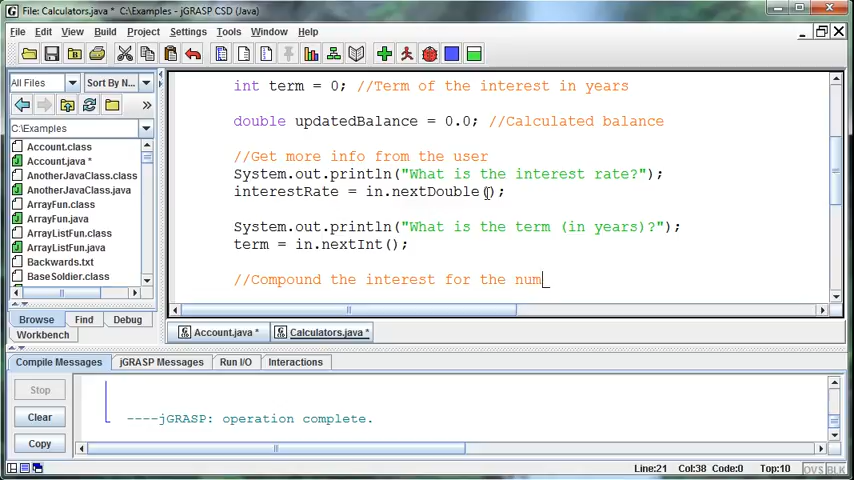 File: Calculators.java * C:\Examples - jGRASP CSD (Java)
File Edit View Build Project Settings Tools Window Help
All Files Sort By N...
C:\Examples
Account.class
Account.java *
AnotherJavaClass.class
AnotherJavaClass.java
ArrayFun.class
ArrayFun.java
ArrayListFun.class
ArrayListFun.java
Backwards.txt
BaseSoldier.class
Browse Find Debug
Workbench
int term = 0; //Term of the interest in years
double updatedBalance = 0.0; //Calculated balance
//Get more info from the user
System.out.println("What is the interest rate?");
interestRate = in.nextDouble();
System.out.println("What is the term (in years)?");
term = in.nextInt();
//Compound the interest for the num
Account.java * Calculators.java *
Compile Messages jGRASP Messages Run I/O Interactions
Stop
Clear
Copy
----jGRASP: operation complete.
Line:21 Col:38 Code:0 Top:10 OVS BLK